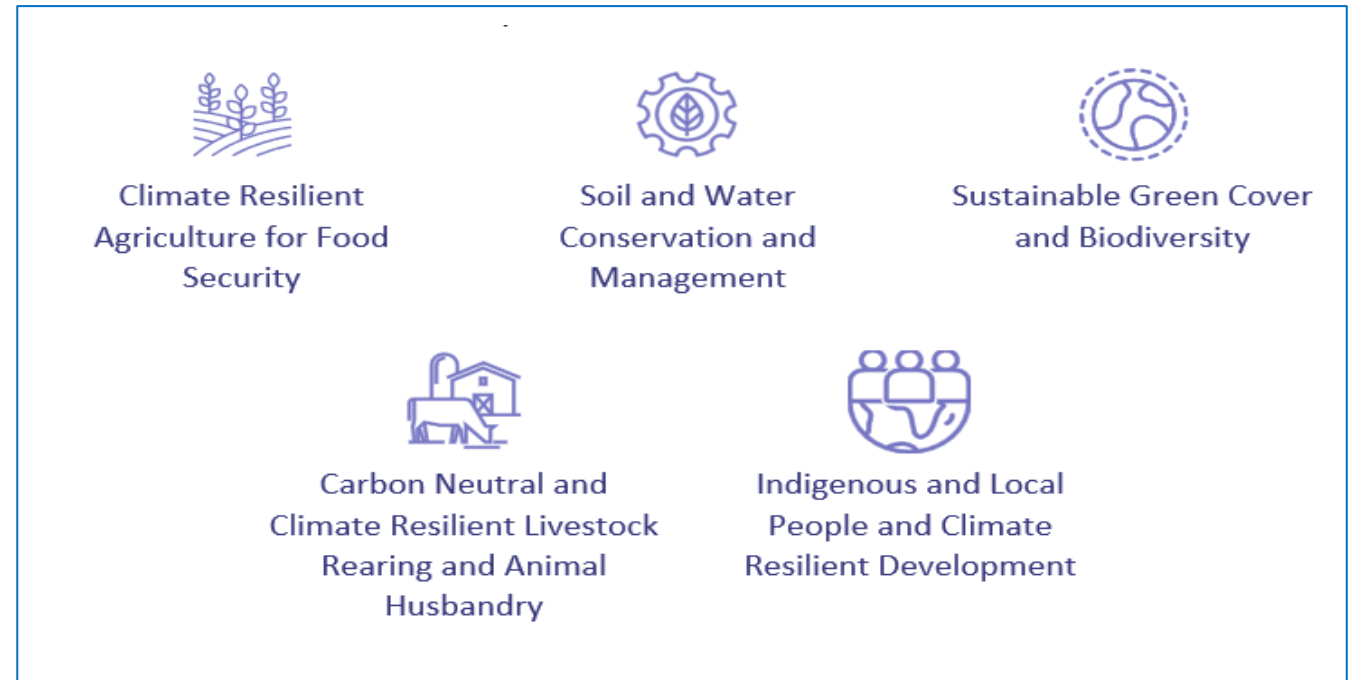 Climate Resilient
Agriculture for Food
Security
Soil and Water
Conservation and
Management
Sustainable Green Cover
and Biodiversity
Carbon Neutral and
Climate Resilient Livestock
Rearing and Animal
Husbandry
Indigenous and Local
People and Climate
Resilient Development